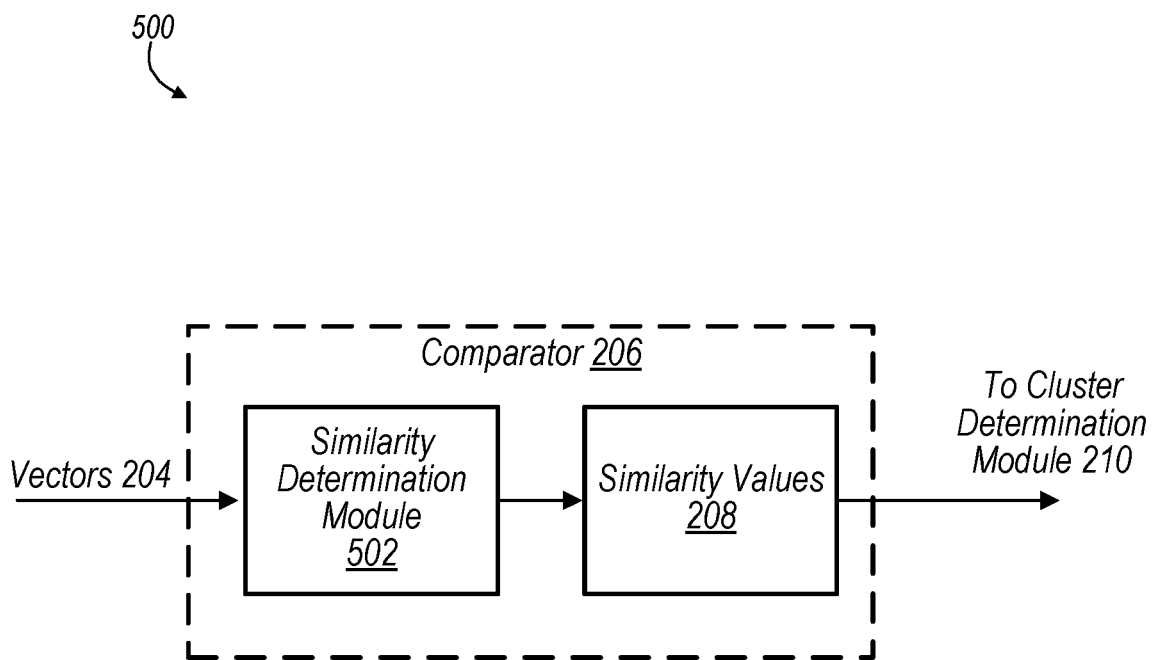 500
Comparator 206
To Cluster
Determination
Module 210
Vectors 204
Similarity
Determination
Module
502
Similarity Values
208